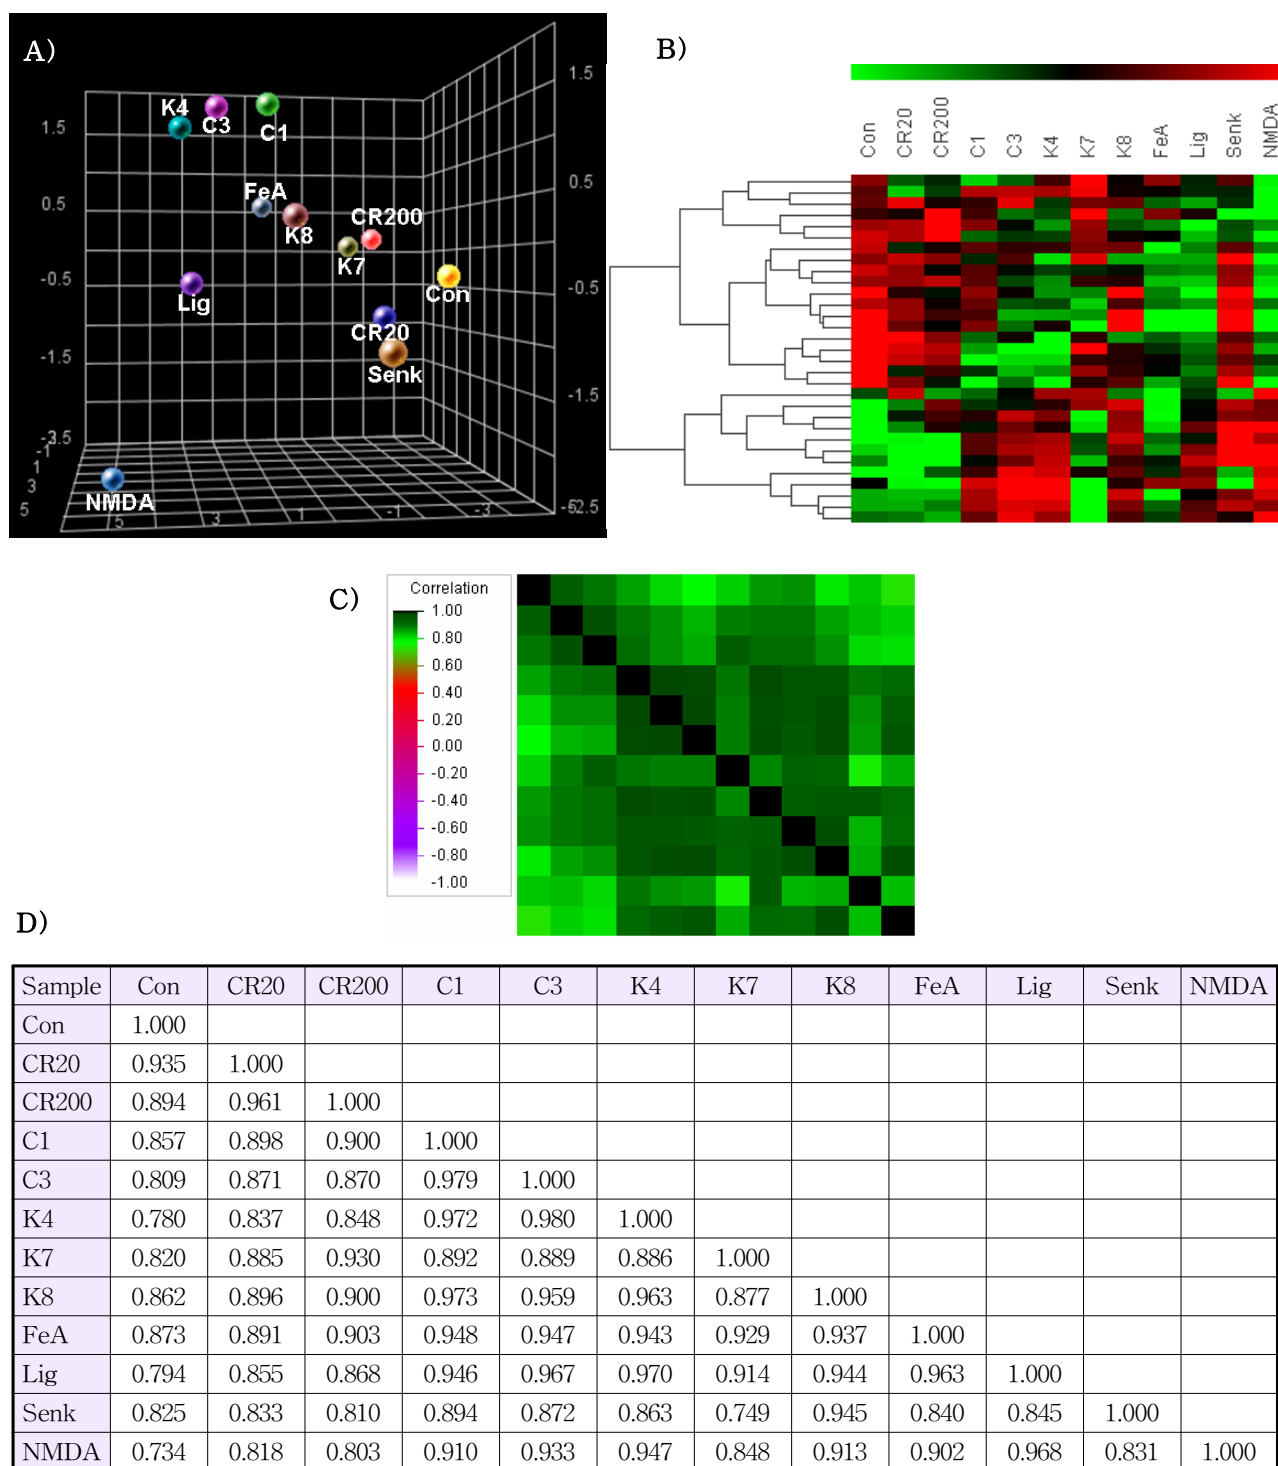 A)
1.5
0.5
-0.5
-1.5
-3.5
-1
1
3
5
5
3
1
-1
-3
1.5
0.5
-0.5
-1.5
-62.5
K4
C3
C1
FeA
K8
CR200
K7
Con
Lig
CR20
Senk
NMDA
B)
Con CR20 CR200 C1 C3 K4 K7 K8 FeA Lig Senk NMDA
C)
Correlation
1.00
0.80
0.60
0.40
0.20
0.00
-0.20
-0.40
-0.60
-0.80
-1.00
D)
Sample Con CR20 CR200 C1 C3 K4 K7 K8 FeA Lig Senk NMDA
Con 1.000
CR20 0.935 1.000
CR200 0.894 0.961 1.000
C1 0.857 0.898 0.900 1.000
C3 0.809 0.871 0.870 0.979 1.000
K4 0.780 0.837 0.848 0.972 0.980 1.000
K7 0.820 0.885 0.930 0.892 0.889 0.886 1.000
K8 0.862 0.896 0.900 0.973 0.959 0.963 0.877 1.000
FeA 0.873 0.891 0.903 0.948 0.947 0.943 0.929 0.937 1.000
Lig 0.794 0.855 0.868 0.946 0.967 0.970 0.914 0.944 0.963 1.000
Senk 0.825 0.833 0.810 0.894 0.872 0.863 0.749 0.945 0.840 0.845 1.000
NMDA 0.734 0.818 0.803 0.910 0.933 0.947 0.848 0.913 0.902 0.968 0.831 1.000